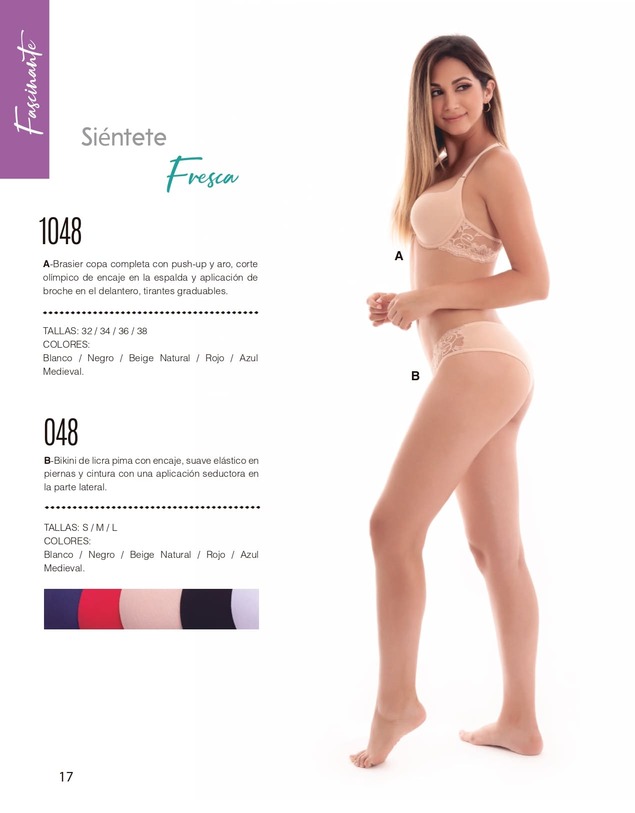 Fascinante
Siéntete
Fresca
1048
A-Brasier copa completa con push-up y aro, corte
olímpico de encaje en la espalda y aplicación de
broche en el delantero, tirantes graduables.
TALLAS: 32 / 34 / 36 / 38
COLORES:
Blanco / Negro / Beige Natural / Rojo / Azul
Medieval.
048
B-Bikini de licra pima con encaje, suave elástico en
piernas y cintura con una aplicación seductora en
la parte lateral.
TALLAS: S / M / L
COLORES:
Blanco / Negro / Beige Natural / Rojo / Azul
Medieval.
A
B
17